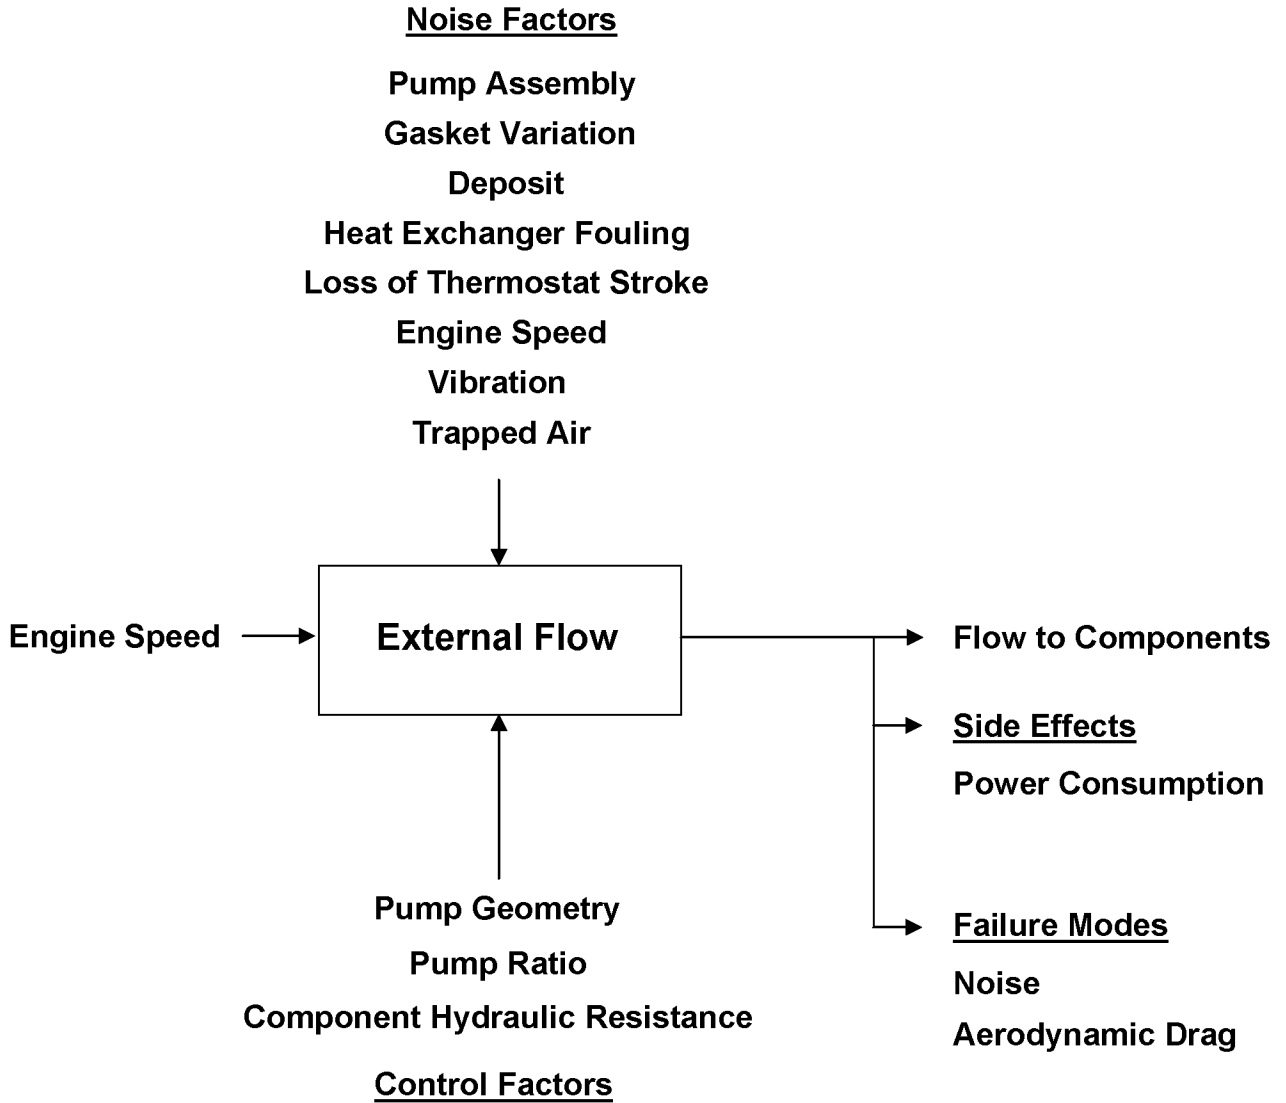 Noise Factors
Pump Assembly
Gasket Variation
Deposit
Heat Exchanger Fouling
Loss of Thermostat Stroke
Engine Speed
Vibration
Trapped Air
Engine Speed
External Flow
Flow to Components
Side Effects
Power Consumption
Failure Modes
Noise
Aerodynamic Drag
Pump Geometry
Pump Ratio
Component Hydraulic Resistance
Control Factors